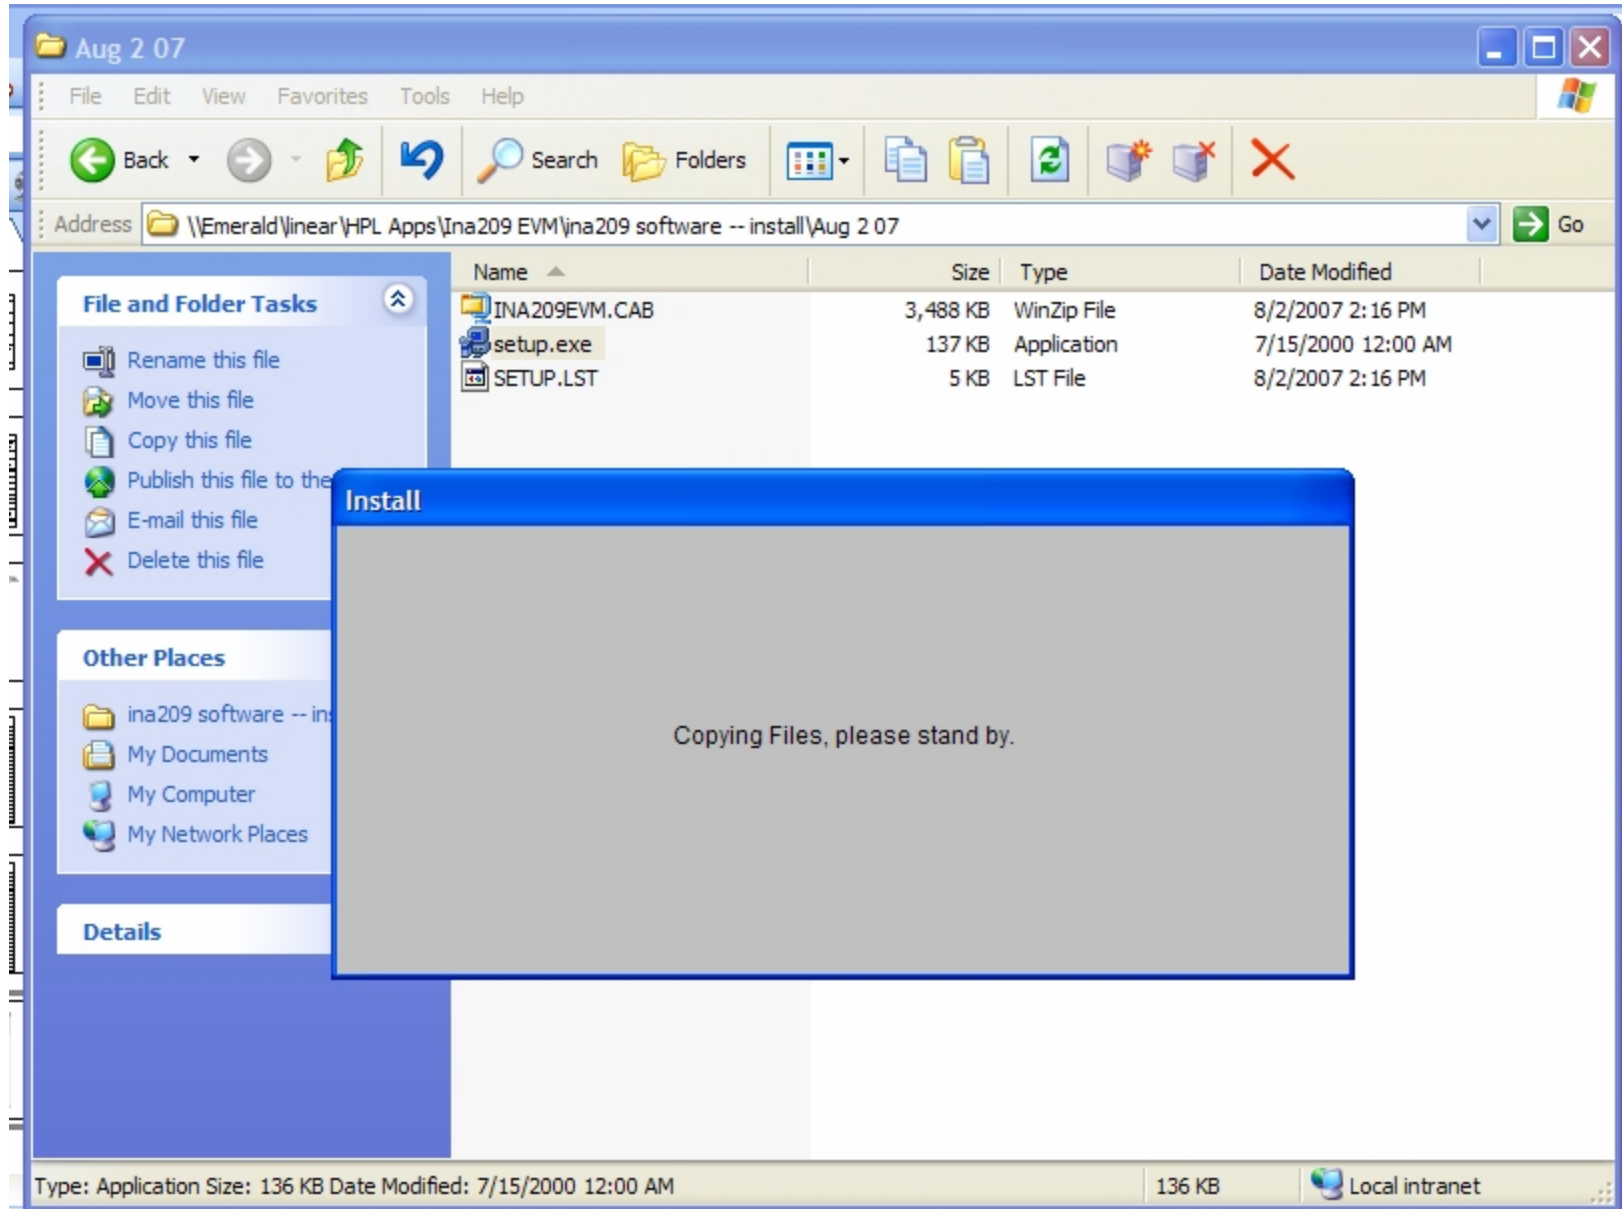 Aug 2 07
File Edit View Favorites Tools Help
Back Search Folders
Address \\Emerald\linear\HPL Apps\Ina209 EVM\ina209 software -- install\Aug 2 07 Go
Name Size Type Date Modified
INA209EVM.CAB 3,488 KB WinZip File 8/2/2007 2:16 PM
setup.exe 137 KB Application 7/15/2000 12:00 AM
SETUP.LST 5 KB LST File 8/2/2007 2:16 PM
File and Folder Tasks
Rename this file
Move this file
Copy this file
Publish this file to the
E-mail this file
Delete this file
Other Places
ina209 software -- ins
My Documents
My Computer
My Network Places
Details
Install
Copying Files, please stand by.
Type: Application Size: 136 KB Date Modified: 7/15/2000 12:00 AM 136 KB Local intranet